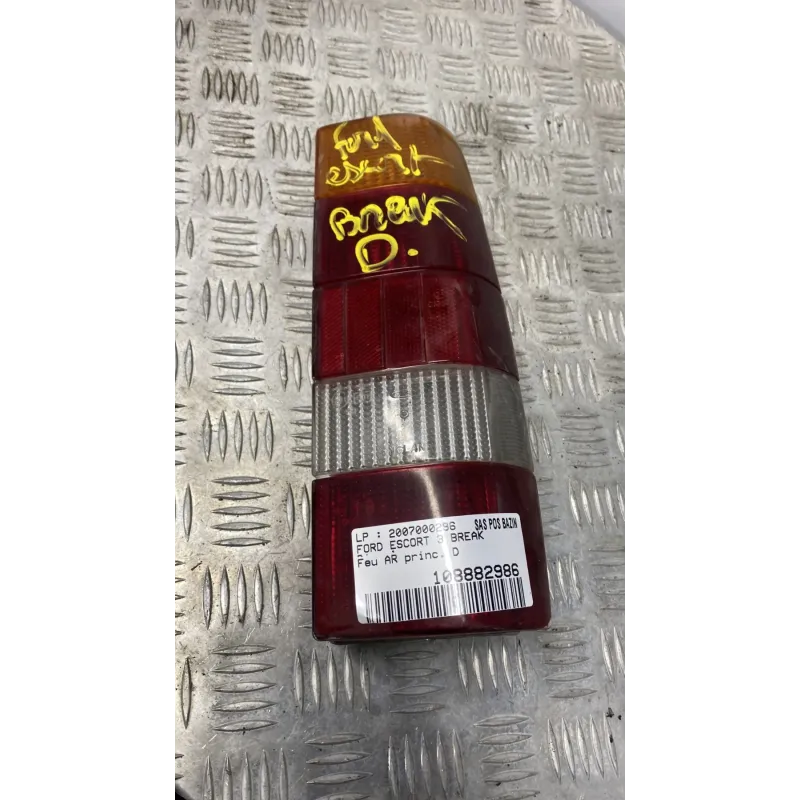 Ford
escort
Break
D.
LP : 2007000296 SAS POS BAZIN
FORD ESCORT 3 BREAK
Feu AR princ. D
108882986